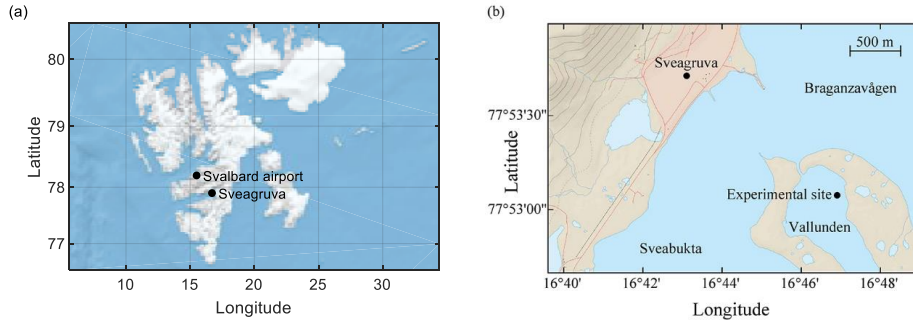 (a)
80
79
78
77
Latitude
Svalbard airport
Sveagruva
10
15
20
25
30
Longitude
(b)
500 m
Sveagruva
Braganzavågen
77°53'30"
Latitude
Experimental site
77°53'00"
Vallunden
Sveabukta
16°40'
16°42'
16°44'
16°46'
16°48'
Longitude